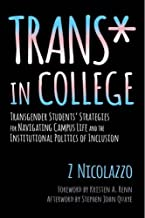 TRANS*
IN COLLEGE
TRANSGENDER STUDENTS' STRATEGIES
FOR NAVIGATING CAMPUS LIFE AND THE
INSTITUTIONAL POLITICS OF INCLUSION
Z NICOLAZZO
FOREWORD BY KRISTEN A. RENN
AFTERWORD BY STEPHEN JOHN QUAYE